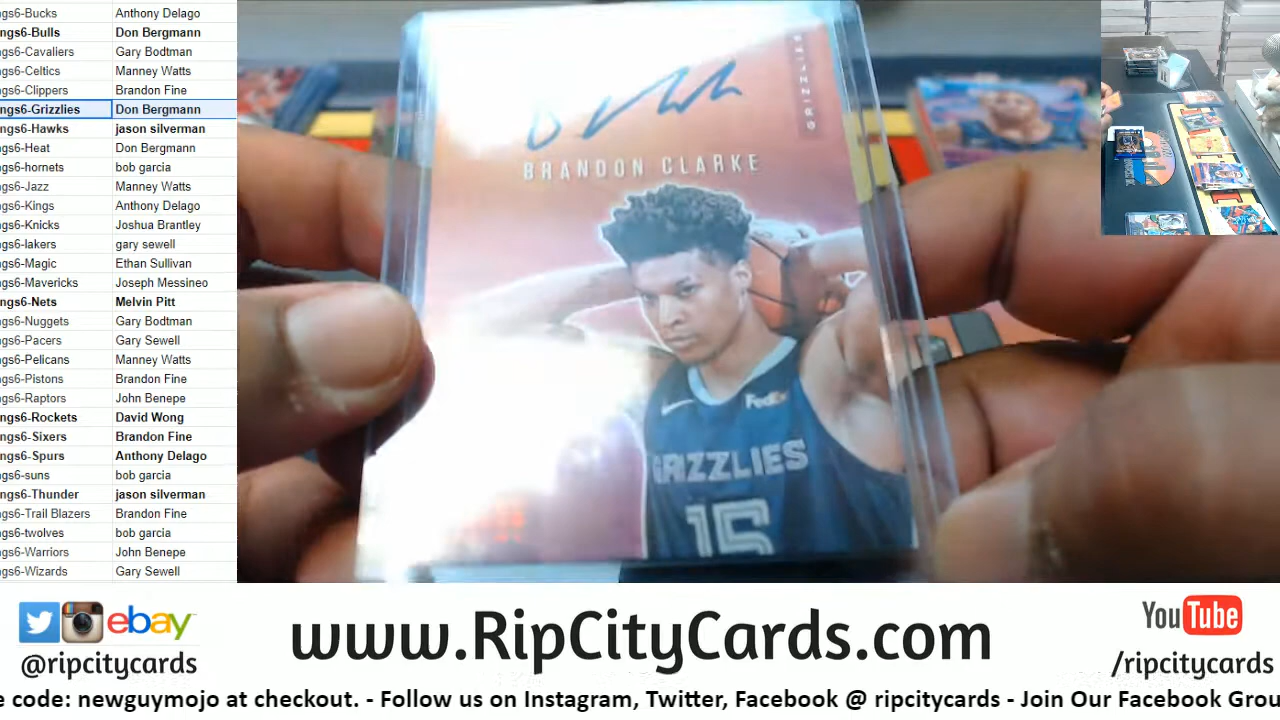 ngs6-Bucks Anthony Delago
ngs6-Bulls Don Bergmann
ngs6-Cavaliers Gary Bodtman
ngs6-Celtics Manney Watts
ngs6-Clippers Brandon Fine
ngs6-Grizzlies Don Bergmann
ngs6-Hawks jason silverman
ngs6-Heat Don Bergmann
ngs6-hornets bob garcia
ngs6-Jazz Manney Watts
ngs6-Kings Anthony Delago
ngs6-Knicks Joshua Brantley
ngs6-lakers gary sewell
ngs6-Magic Ethan Sullivan
ngs6-Mavericks Joseph Messineo
ngs6-Nets Melvin Pitt
ngs6-Nuggets Gary Bodtman
ngs6-Pacers Gary Sewell
ngs6-Pelicans Manney Watts
ngs6-Pistons Brandon Fine
ngs6-Raptors John Benepe
ngs6-Rockets David Wong
ngs6-Sixers Brandon Fine
ngs6-Spurs Anthony Delago
ngs6-suns bob garcia
ngs6-Thunder jason silverman
ngs6-Trail Blazers Brandon Fine
ngs6-twolves bob garcia
ngs6-Warriors John Benepe
ngs6-Wizards Gary Sewell
GRIZZLIES
BRANDON CLARKE
FedEx
GRIZZLIES
15
ebay
@ripcitycards
www.RipCityCards.com
YouTube
/ripcitycards
e code: newguymojo at checkout. - Follow us on Instagram, Twitter, Facebook @ ripcitycards - Join Our Facebook Grou